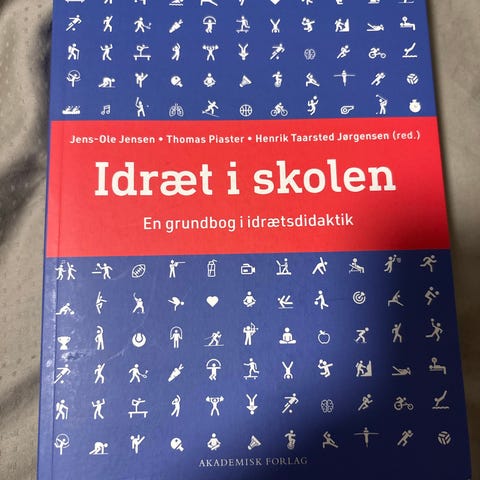 Jens-Ole Jensen • Thomas Piaster • Henrik Taarsted Jørgensen (red.)
Idræt i skolen
En grundbog i idrætsdidaktik
AKADEMISK FORLAG